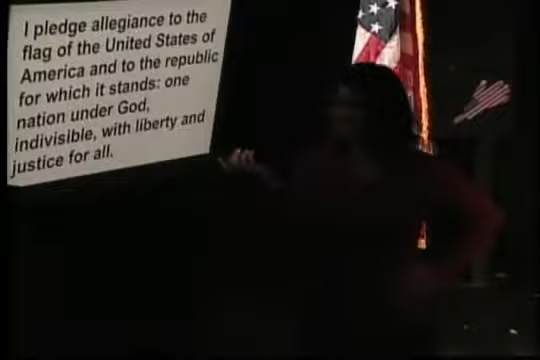 I pledge allegiance to the
flag of the United States of
America and to the republic
for which it stands: one
nation under God,
indivisible, with liberty and
justice for all.